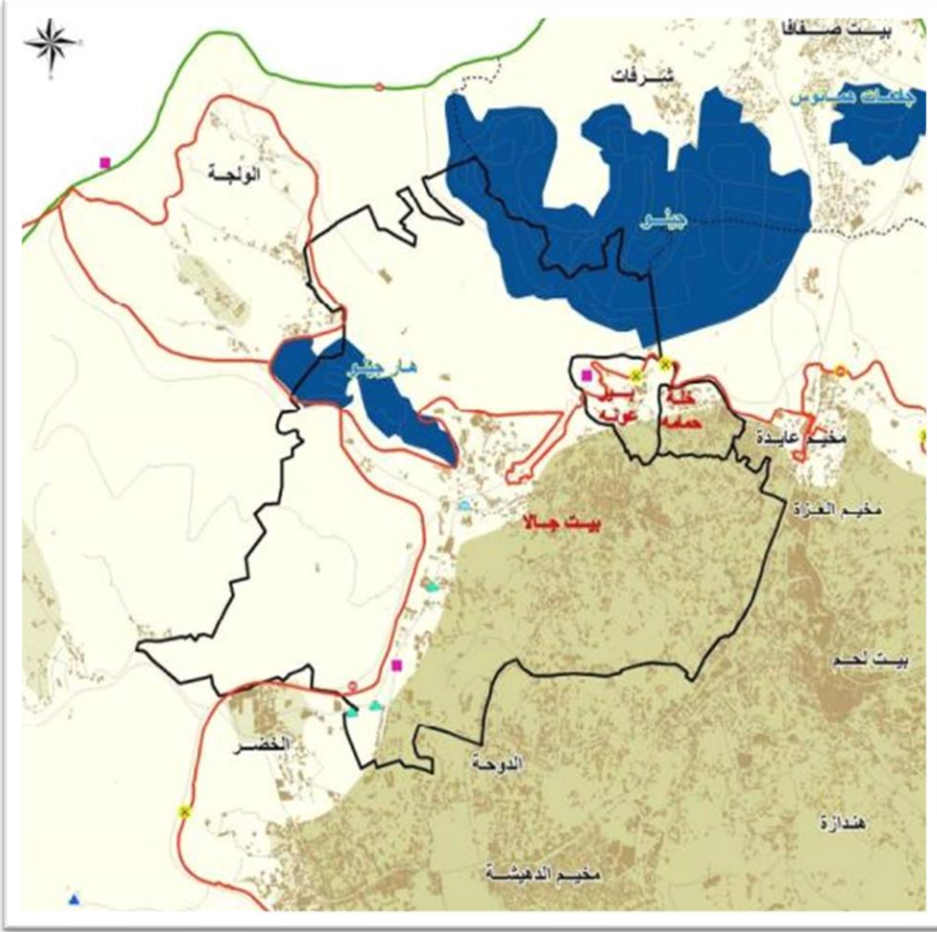 بيت صفافا
شرفات
جفعات هماتوس
الولجة
جيلو
هار جيلو
بير
عونه
خلة
حمامه
مخيم عايدة
مخيم العزة
بيت جالا
بيت لحم
الخضر
الدوحة
هندازة
مخيم الدهيشة